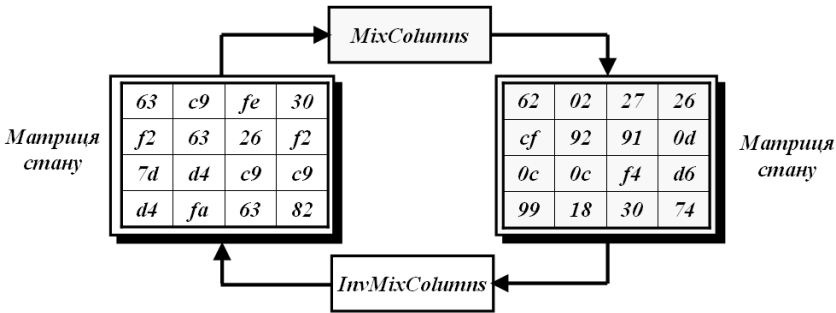 MixColumns
Матриця
стану
63 c9 fe 30
f2 63 26 f2
7d d4 c9 c9
d4 fa 63 82
62 02 27 26
cf 92 91 0d
0c 0c f4 d6
99 18 30 74
Матриця
стану
InvMixColumns